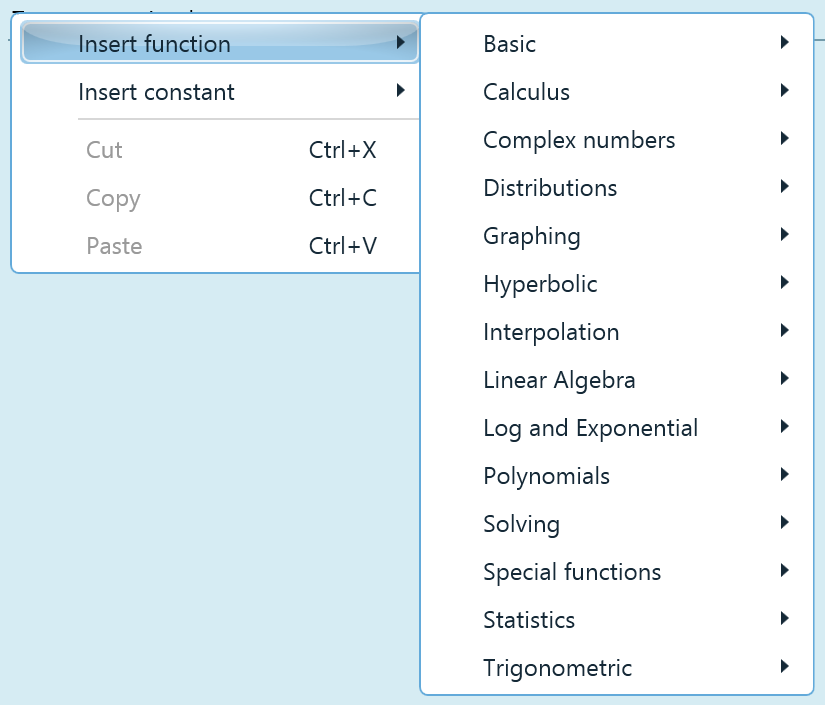 Insert function
Insert constant
Cut Ctrl+X
Copy Ctrl+C
Paste Ctrl+V
Basic
Calculus
Complex numbers
Distributions
Graphing
Hyperbolic
Interpolation
Linear Algebra
Log and Exponential
Polynomials
Solving
Special functions
Statistics
Trigonometric